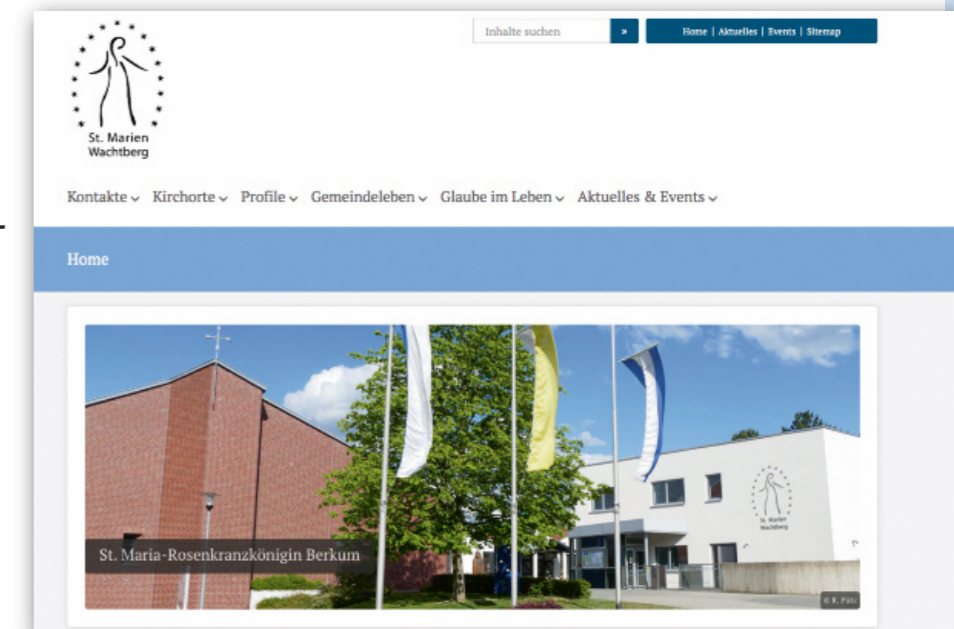 Inhalte suchen » Home | Aktuelles | Events | Sitemap
St. Marien
Wachtberg
Kontakte Kirchorte Profile Gemeindeleben Glaube im Leben Aktuelles & Events
Home
St. Marien
Wachtberg
St. Maria-Rosenkranzkönigin Berkum
© R. Pütz